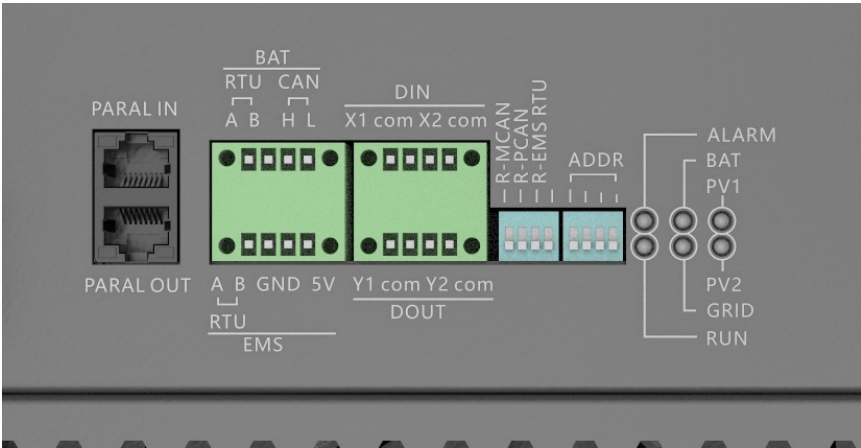 BAT
RTU CAN
A B H L
PARAL IN
DIN
X1 com X2 com
R-MCAN
R-PCAN
R-EMS RTU
ADDR
ALARM
BAT
PV1
PARAL OUT
A B GND 5V
RTU
EMS
Y1 com Y2 com
DOUT
PV2
GRID
RUN